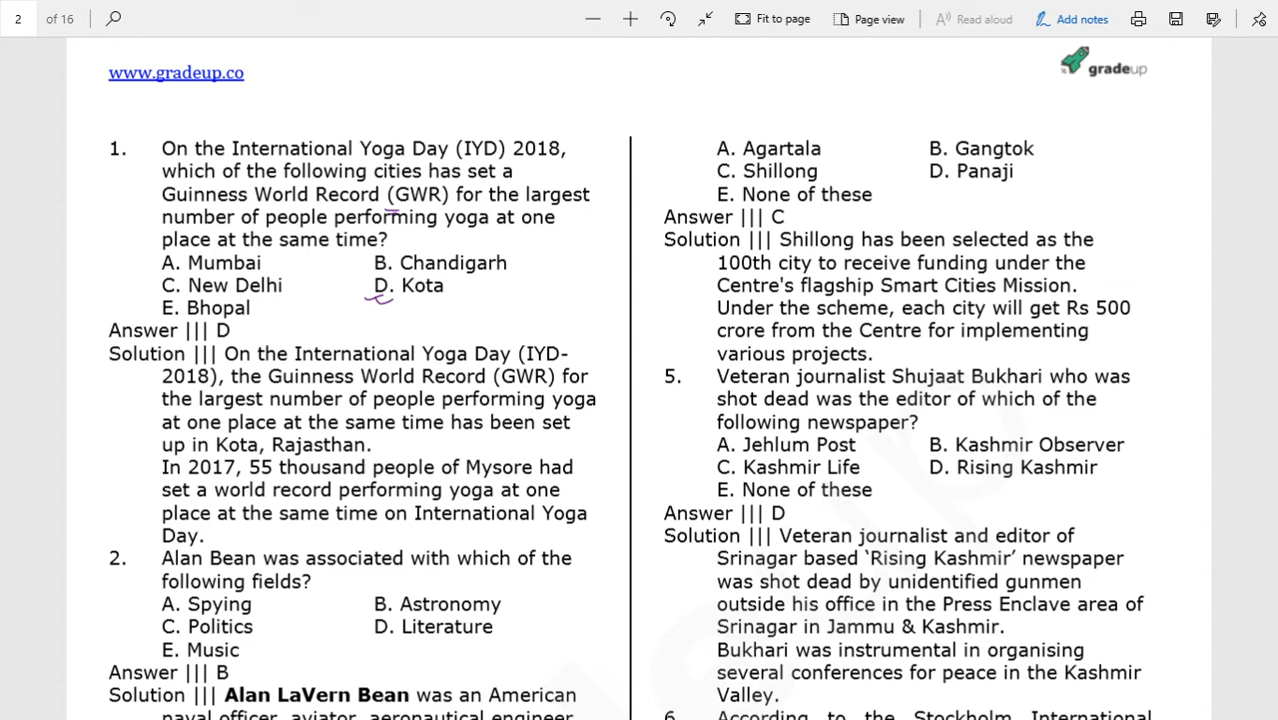 2 of 16 Fit to page Page view Read aloud Add notes
www.gradeup.co
gradeup
1. On the International Yoga Day (IYD) 2018,
which of the following cities has set a
Guinness World Record (GWR) for the largest
number of people performing yoga at one
place at the same time?
A. Mumbai B. Chandigarh
C. New Delhi D. Kota
E. Bhopal
Answer ||| D
Solution ||| On the International Yoga Day (IYD-
2018), the Guinness World Record (GWR) for
the largest number of people performing yoga
at one place at the same time has been set
up in Kota, Rajasthan.
In 2017, 55 thousand people of Mysore had
set a world record performing yoga at one
place at the same time on International Yoga
Day.
2. Alan Bean was associated with which of the
following fields?
A. Spying B. Astronomy
C. Politics D. Literature
E. Music
Answer ||| B
Solution ||| Alan LaVern Bean was an American
naval officer, aviator, aeronautical engineer
A. Agartala B. Gangtok
C. Shillong D. Panaji
E. None of these
Answer ||| C
Solution ||| Shillong has been selected as the
100th city to receive funding under the
Centre's flagship Smart Cities Mission.
Under the scheme, each city will get Rs 500
crore from the Centre for implementing
various projects.
5. Veteran journalist Shujaat Bukhari who was
shot dead was the editor of which of the
following newspaper?
A. Jehlum Post B. Kashmir Observer
C. Kashmir Life D. Rising Kashmir
E. None of these
Answer ||| D
Solution ||| Veteran journalist and editor of
Srinagar based ‘Rising Kashmir’ newspaper
was shot dead by unidentified gunmen
outside his office in the Press Enclave area of
Srinagar in Jammu & Kashmir.
Bukhari was instrumental in organising
several conferences for peace in the Kashmir
Valley.
6. According to the Stockholm International